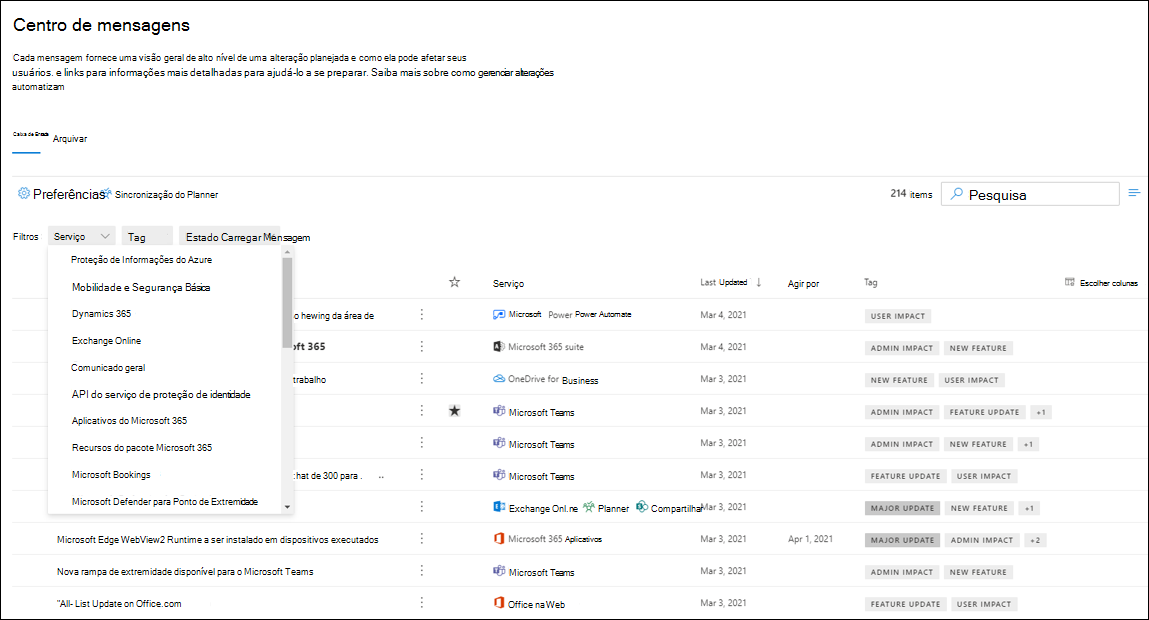 Centro de mensagens
Cada mensagem fornece uma visão geral de alto nível de uma alteração planejada e como ela pode afetar seus
usuários. e links para informações mais detalhadas para ajudá-lo a se preparar. Saiba mais sobre como gerenciar alterações
automatizam
Caixa de Entrada Arquivar
Preferências Sincronização do Planner 214 items Pesquisa
Filtros Serviço Tag Estado Carregar Mensagem
Proteção de Informações do Azure
Mobilidade e Segurança Básica
Dynamics 365
Exchange Online
Comunicado geral
API do serviço de proteção de identidade
Aplicativos do Microsoft 365
Recursos do pacote Microsoft 365
Microsoft Bookings
Microsoft Defender para Ponto de Extremidade
Serviço Last Updated ↓ Agir por Tag Escolher colunas
o hewing da área de Microsoft Power Power Automate Mar 4, 2021 USER IMPACT
oft 365 Microsoft 365 suite Mar 4, 2021 ADMIN IMPACT NEW FEATURE
trabalho OneDrive for Business Mar 3, 2021 NEW FEATURE USER IMPACT
Microsoft Teams Mar 3, 2021 ADMIN IMPACT FEATURE UPDATE +1
Microsoft Teams Mar 3, 2021 ADMIN IMPACT NEW FEATURE +1
hat de 300 para . .. Microsoft Teams Mar 3, 2021 FEATURE UPDATE USER IMPACT
Exchange Onl.ne Planner Compartilhar Mar 3, 2021 MAJOR UPDATE NEW FEATURE +1
Microsoft Edge WebView2 Runtime a ser instalado em dispositivos executados Microsoft 365 Aplicativos Mar 3, 2021 Apr 1, 2021 MAJOR UPDATE ADMIN IMPACT +2
Nova rampa de extremidade disponível para o Microsoft Teams Microsoft Teams Mar 3, 2021 ADMIN IMPACT NEW FEATURE
"All- List Update on Office.com Office na Web Mar 3, 2021 FEATURE UPDATE USER IMPACT